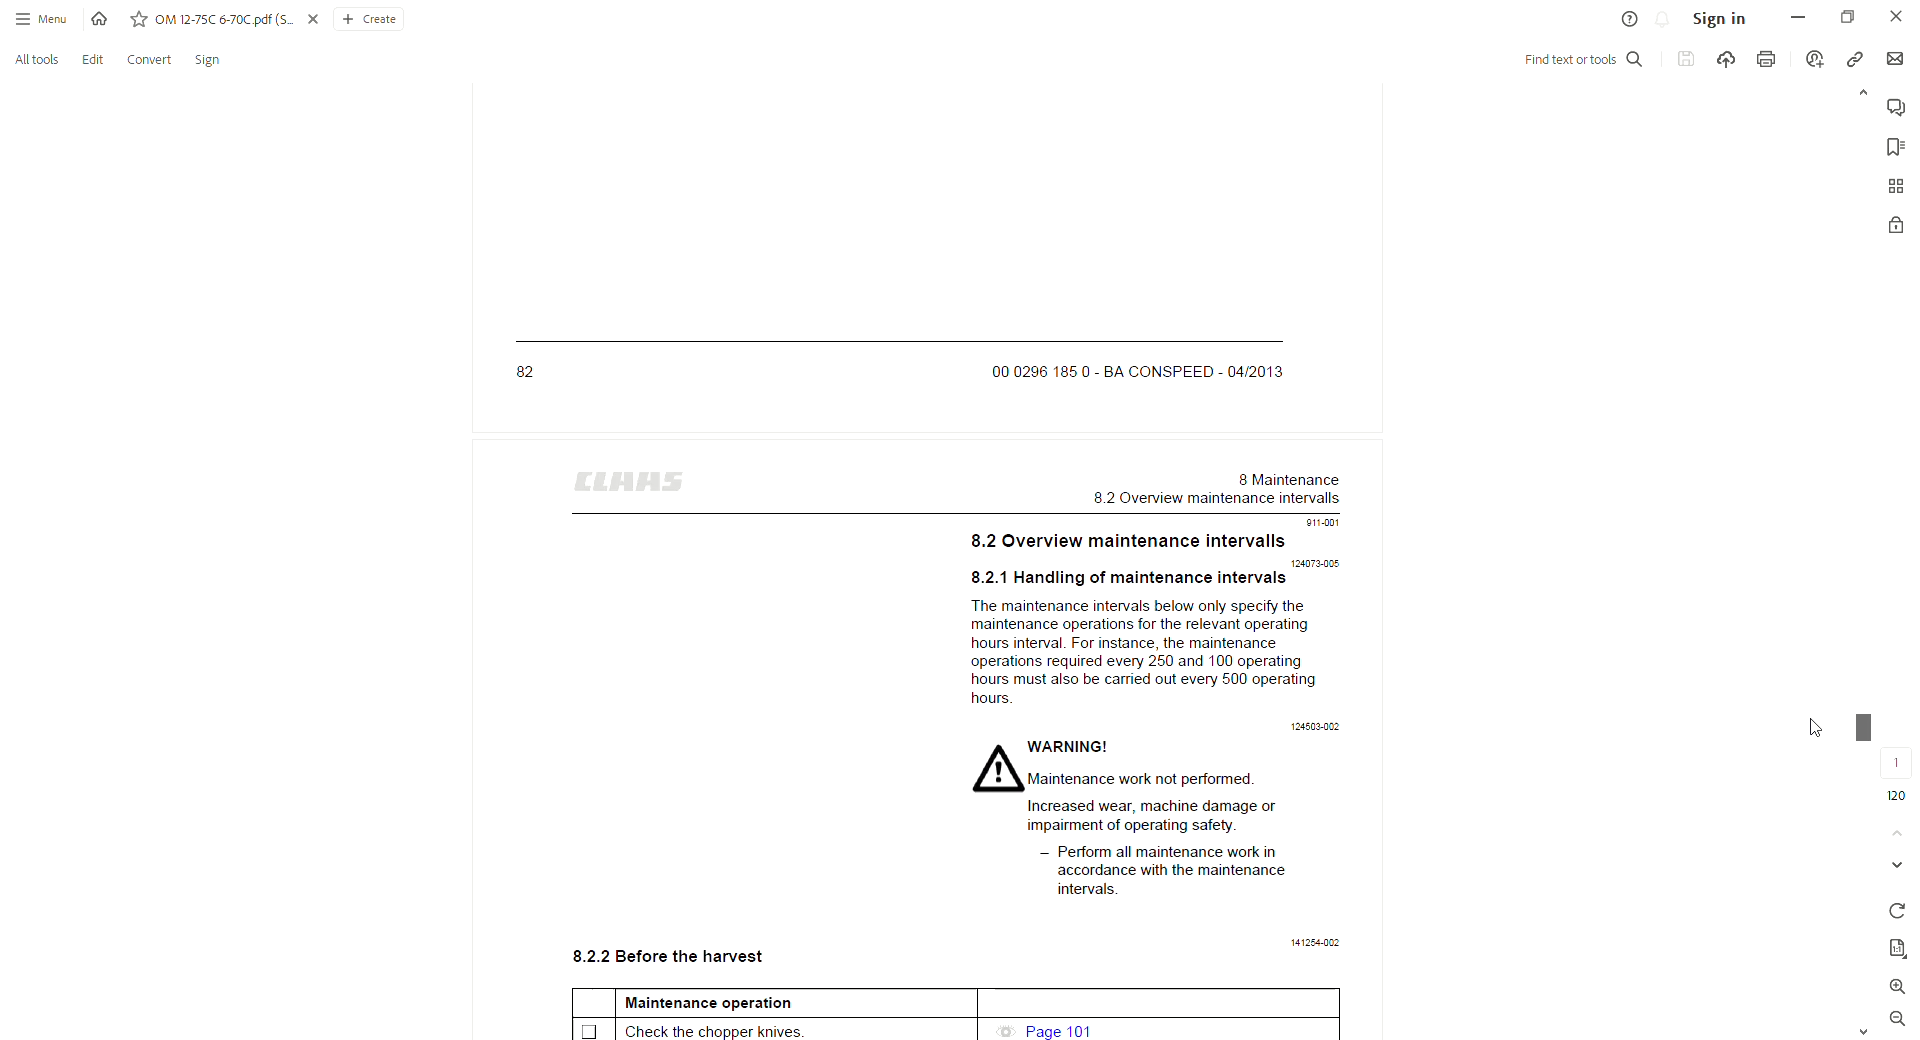 Menu
OM 12-75C 6-70C.pdf (S...
Create
Sign in
All tools
Edit
Convert
Sign
Find text or tools
82
00 0296 185 0 - BA CONSPEED - 04/2013
CLAAS
8 Maintenance
8.2 Overview maintenance intervalls
911-001
8.2 Overview maintenance intervalls
124073-005
8.2.1 Handling of maintenance intervals
The maintenance intervals below only specify the
maintenance operations for the relevant operating
hours interval. For instance, the maintenance
operations required every 250 and 100 operating
hours must also be carried out every 500 operating
hours.
124503-002
WARNING!
Maintenance work not performed.
Increased wear, machine damage or
impairment of operating safety.
– Perform all maintenance work in
accordance with the maintenance
intervals.
141254-002
8.2.2 Before the harvest
Maintenance operation
Check the chopper knives.
Page 101
1
120
1:1